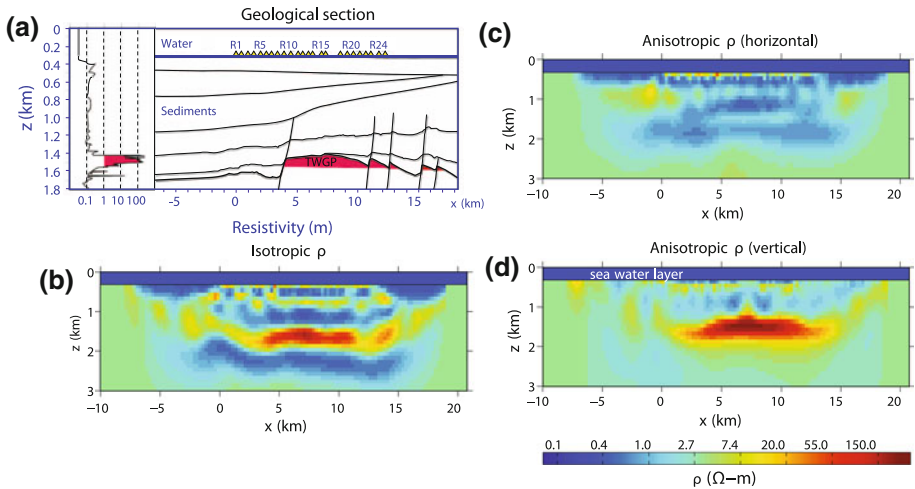 Geological section
(a)
0
0.2
0.4
0.6
0.8
1.0
1.2
1.4
1.6
1.8
z (km)
Water
R1 R5 R10 R15 R20 R24
Sediments
TWGP
0.1 1 10 100
-5 0 5 10 15 x (km)
Resistivity (m)
Isotropic ρ
(b)
0
1
2
3
z (km)
−10 −5 0 5 10 15 20
x (km)
(c)
Anisotropic ρ (horizontal)
0
1
2
3
z (km)
−10 −5 0 5 10 15 20
x (km)
Anisotropic ρ (vertical)
(d)
sea water layer
0
1
2
3
z (km)
−10 −5 0 5 10 15 20
x (km)
0.1 0.4 1.0 2.7 7.4 20.0 55.0 150.0
ρ (Ω−m)